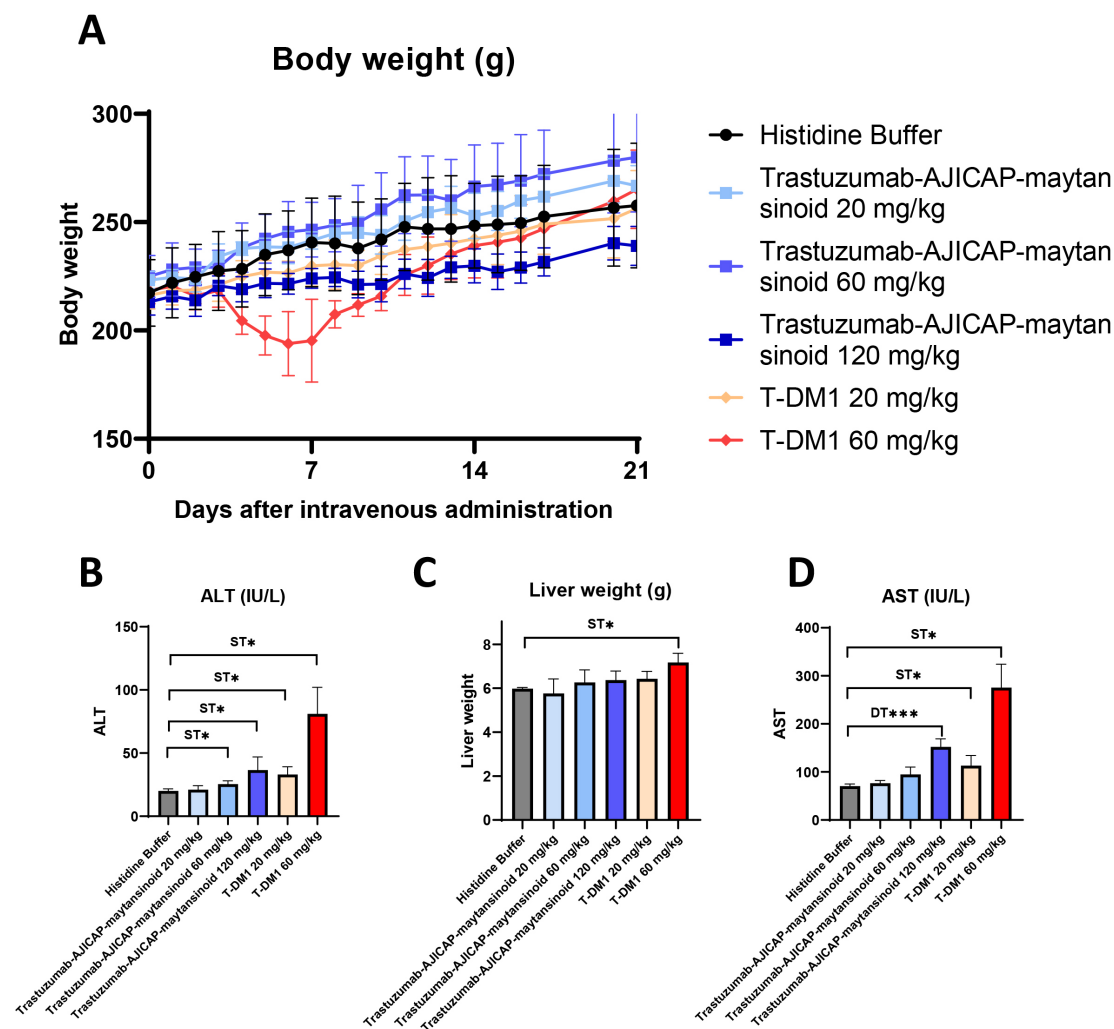 A
Body weight (g)
300
250
200
150
Body weight
0
7
14
21
Days after intravenous administration
Histidine Buffer
Trastuzumab-AJICAP-maytan
sinoid 20 mg/kg
Trastuzumab-AJICAP-maytan
sinoid 60 mg/kg
Trastuzumab-AJICAP-maytan
sinoid 120 mg/kg
T-DM1 20 mg/kg
T-DM1 60 mg/kg
B
ALT (IU/L)
150
100
50
0
ALT
ST*
ST*
ST*
ST*
Histidine Buffer
Trastuzumab-AJICAP-maytansinoid 20 mg/kg
Trastuzumab-AJICAP-maytansinoid 60 mg/kg
Trastuzumab-AJICAP-maytansinoid 120 mg/kg
T-DM1 20 mg/kg
T-DM1 60 mg/kg
C
Liver weight (g)
8
6
4
2
0
Liver weight
ST*
Histidine Buffer
Trastuzumab-AJICAP-maytansinoid 20 mg/kg
Trastuzumab-AJICAP-maytansinoid 60 mg/kg
Trastuzumab-AJICAP-maytansinoid 120 mg/kg
T-DM1 20 mg/kg
T-DM1 60 mg/kg
D
AST (IU/L)
400
300
200
100
0
AST
ST*
ST*
DT***
Histidine Buffer
Trastuzumab-AJICAP-maytansinoid 20 mg/kg
Trastuzumab-AJICAP-maytansinoid 60 mg/kg
Trastuzumab-AJICAP-maytansinoid 120 mg/kg
T-DM1 20 mg/kg
T-DM1 60 mg/kg